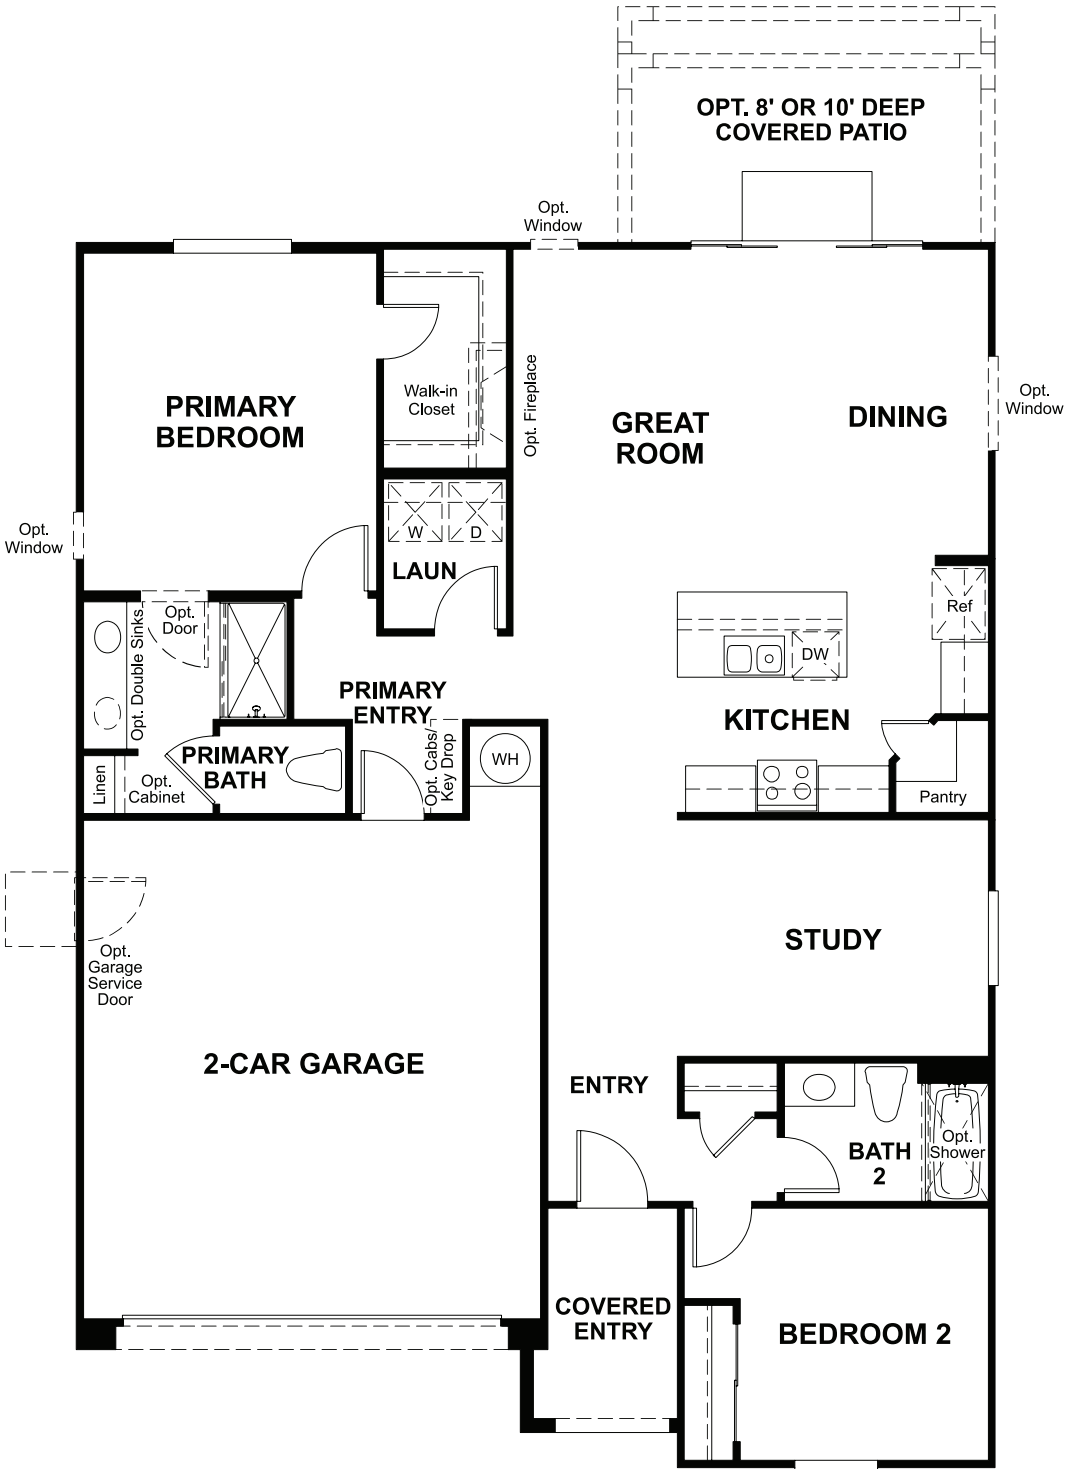 OPT. 8' OR 10' DEEP
COVERED PATIO
Opt.
Window
PRIMARY
BEDROOM
Walk-in
Closet
Opt. Fireplace
GREAT
ROOM
DINING
Opt.
Window
Opt.
Window
W
D
LAUN
Opt.
Door
Opt. Double Sinks
Ref
DW
PRIMARY
ENTRY
KITCHEN
PRIMARY
BATH
Opt. Cabs/
Key Drop
WH
Linen
Opt.
Cabinet
Pantry
Opt.
Garage
Service
Door
STUDY
2-CAR GARAGE
ENTRY
BATH
2
Opt.
Shower
COVERED
ENTRY
BEDROOM 2